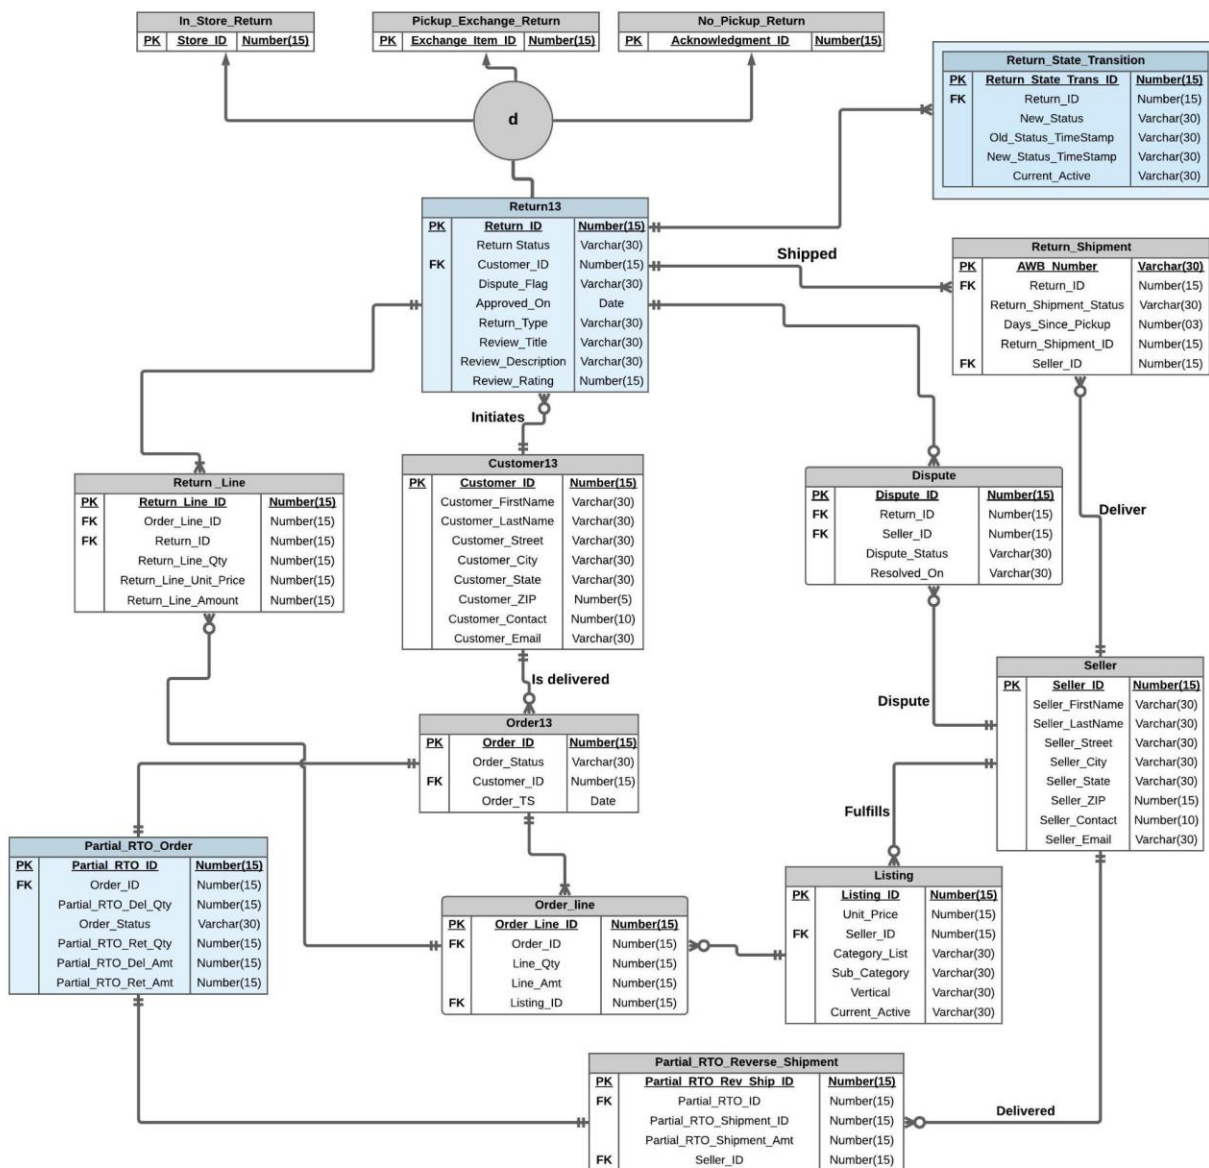 In_Store_Return
PK Store_ID Number(15)
Pickup_Exchange_Return
PK Exchange_Item_ID Number(15)
No_Pickup_Return
PK Acknowledgment_ID Number(15)
d
Return_State_Transition
PK Return_State_Trans_ID Number(15)
FK Return_ID Number(15)
New_Status Varchar(30)
Old_Status_TimeStamp Varchar(30)
New_Status_TimeStamp Varchar(30)
Current_Active Varchar(30)
Return13
PK Return_ID Number(15)
Return Status Varchar(30)
FK Customer_ID Number(15)
Dispute_Flag Varchar(30)
Approved_On Date
Return_Type Varchar(30)
Review_Title Varchar(30)
Review_Description Varchar(30)
Review_Rating Number(15)
Shipped
Return_Shipment
PK AWB_Number Varchar(30)
FK Return_ID Number(15)
Return_Shipment_Status Varchar(30)
Days_Since_Pickup Number(03)
Return_Shipment_ID Number(15)
FK Seller_ID Number(15)
Initiates
Return _Line
PK Return_Line_ID Number(15)
FK Order_Line_ID Number(15)
FK Return_ID Number(15)
Return_Line_Qty Number(15)
Return_Line_Unit_Price Number(15)
Return_Line_Amount Number(15)
Customer13
PK Customer_ID Number(15)
Customer_FirstName Varchar(30)
Customer_LastName Varchar(30)
Customer_Street Varchar(30)
Customer_City Varchar(30)
Customer_State Varchar(30)
Customer_ZIP Number(5)
Customer_Contact Number(10)
Customer_Email Varchar(30)
Dispute
PK Dispute_ID Number(15)
FK Return_ID Number(15)
FK Seller_ID Number(15)
Dispute_Status Varchar(30)
Resolved_On Varchar(30)
Deliver
Is delivered
Dispute
Seller
PK Seller_ID Number(15)
Seller_FirstName Varchar(30)
Seller_LastName Varchar(30)
Seller_Street Varchar(30)
Seller_City Varchar(30)
Seller_State Varchar(30)
Seller_ZIP Number(15)
Seller_Contact Number(10)
Seller_Email Varchar(30)
Order13
PK Order_ID Number(15)
Order_Status Varchar(30)
FK Customer_ID Number(15)
Order_TS Date
Fulfills
Partial_RTO_Order
PK Partial_RTO_ID Number(15)
FK Order_ID Number(15)
Partial_RTO_Del_Qty Number(15)
Order_Status Varchar(30)
Partial_RTO_Ret_Qty Number(15)
Partial_RTO_Del_Amt Number(15)
Partial_RTO_Ret_Amt Number(15)
Order_line
PK Order_Line_ID Number(15)
FK Order_ID Number(15)
Line_Qty Number(15)
Line_Amt Number(15)
FK Listing_ID Number(15)
Listing
PK Listing_ID Number(15)
Unit_Price Number(15)
FK Seller_ID Number(15)
Category_List Varchar(30)
Sub_Category Varchar(30)
Vertical Varchar(30)
Current_Active Varchar(30)
Partial_RTO_Reverse_Shipment
PK Partial_RTO_Rev_Ship_ID Number(15)
FK Partial_RTO_ID Number(15)
Partial_RTO_Shipment_ID Number(15)
Partial_RTO_Shipment_Amt Number(15)
FK Seller_ID Number(15)
Delivered